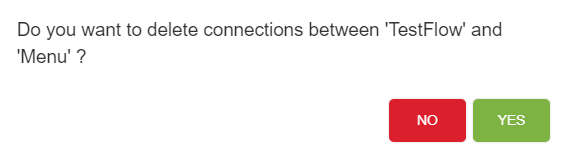 Do you want to delete connections between 'TestFlow' and
'Menu' ?
NO YES